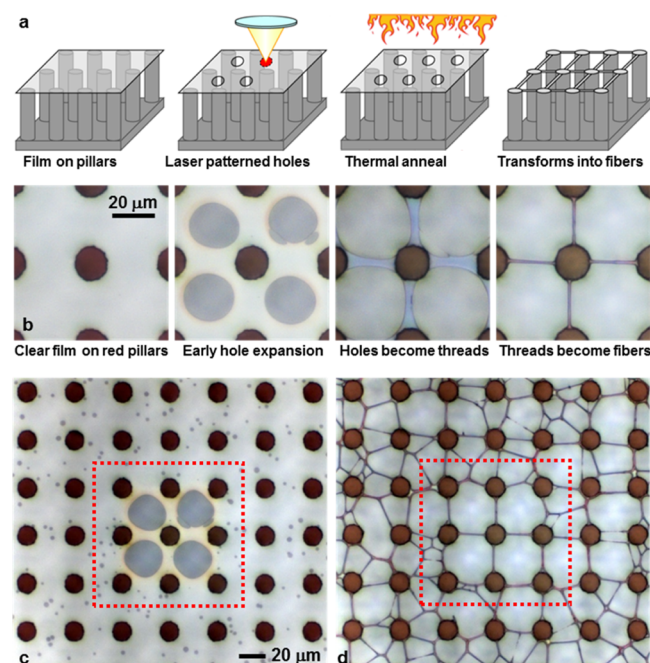 a
Film on pillars
Laser patterned holes
Thermal anneal
Transforms into fibers
20 μm
b
Clear film on red pillars
Early hole expansion
Holes become threads
Threads become fibers
c
20 μm
d